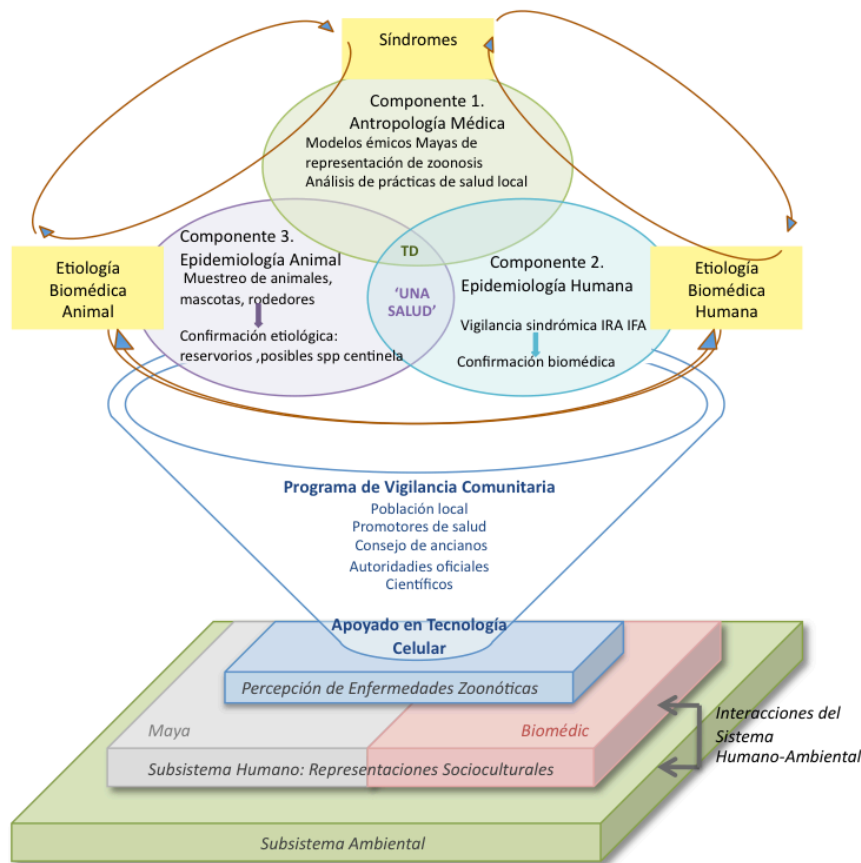 Síndromes
Componente 1.
Antropología Médica
Modelos émicos Mayas de
representación de zoonosis
Análisis de prácticas de salud local
Etiología
Biomédica
Animal
Componente 3.
Epidemiología Animal
Muestreo de animales,
mascotas, rodedores
Confirmación etiológica:
reservorios ,posibles spp centinela
TD
‘UNA
SALUD’
Componente 2.
Epidemiología Humana
Vigilancia sindrómica IRA IFA
Confirmación biomédica
Etiología
Biomédica
Humana
Programa de Vigilancia Comunitaria
Población local
Promotores de salud
Consejo de ancianos
Autoridadies oficiales
Científicos
Apoyado en Tecnología
Celular
Percepción de Enfermedades Zoonóticas
Maya
Biomédic
Subsistema Humano: Representaciones Socioculturales
Interacciones del
Sistema
Humano-Ambiental
Subsistema Ambiental